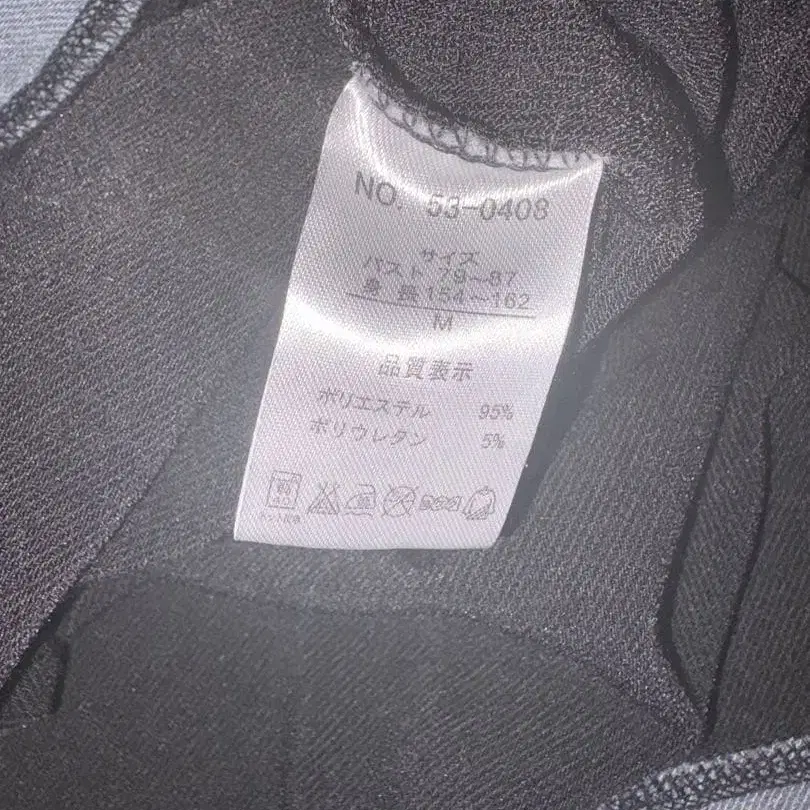 NO. 53-0408
サイズ
バスト 79～87
身 長 154～162
M
品質表示
ポリエステル 95%
ポリウレタン 5%